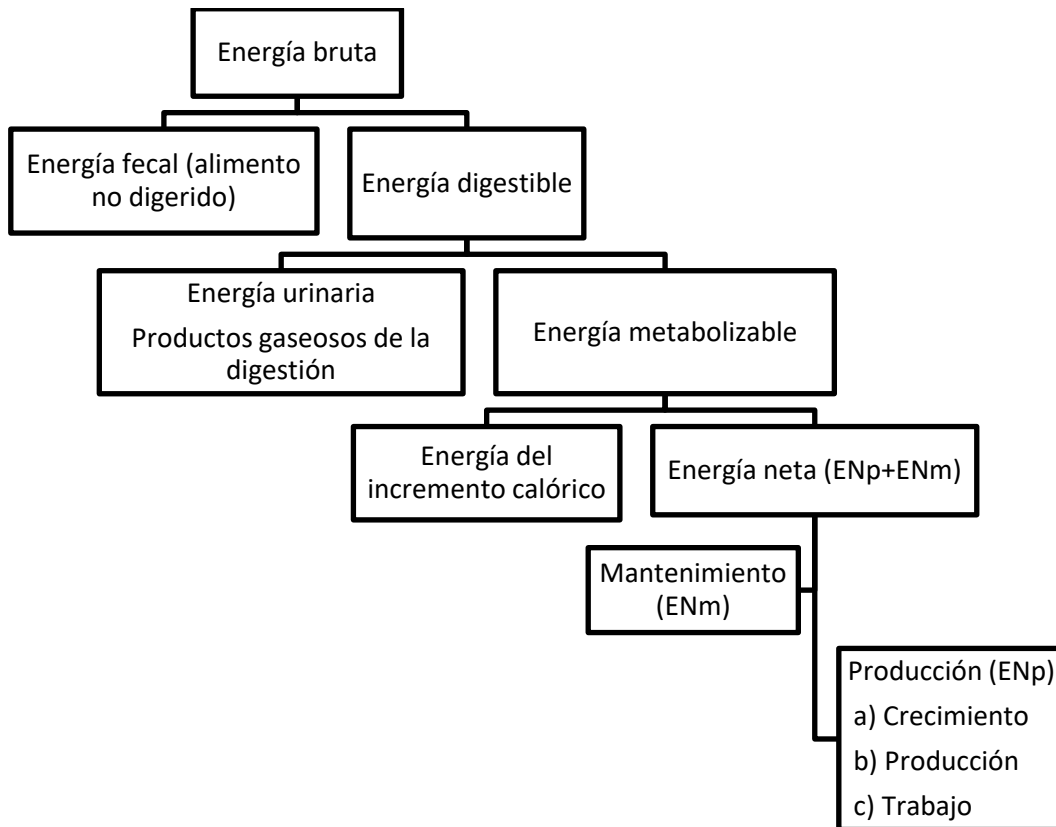 Energía bruta
Energía fecal (alimento
no digerido)
Energía digestible
Energía urinaria
Productos gaseosos de la
digestión
Energía metabolizable
Energía del
incremento calórico
Energía neta (ENp+ENm)
Mantenimiento
(ENm)
Producción (ENp)
a) Crecimiento
b) Producción
c) Trabajo